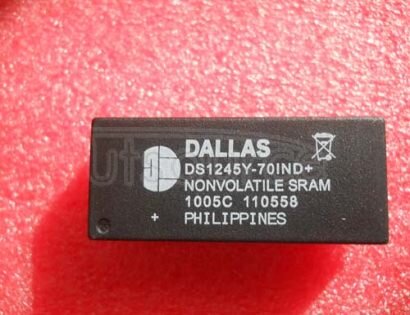 DALLAS
DS1245Y-70IND+
NONVOLATILE SRAM
1005C 110558
+ PHILIPPINES